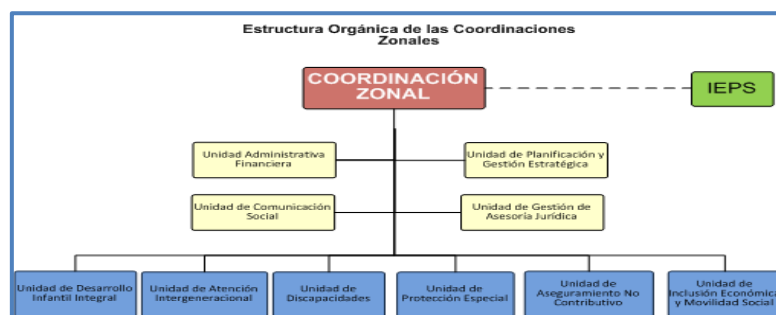 Estructura Orgánica de las Coordinaciones
Zonales
COORDINACIÓN
ZONAL
IEPS
Unidad Administrativa
Financiera
Unidad de Planificación y
Gestión Estratégica
Unidad de Comunicación
Social
Unidad de Gestión de
Asesoría Jurídica
Unidad de Desarrollo
Infantil Integral
Unidad de Atención
Intergeneracional
Unidad de
Discapacidades
Unidad de
Protección Especial
Unidad de
Aseguramiento No
Contributivo
Unidad de
Inclusión Económica
y Movilidad Social